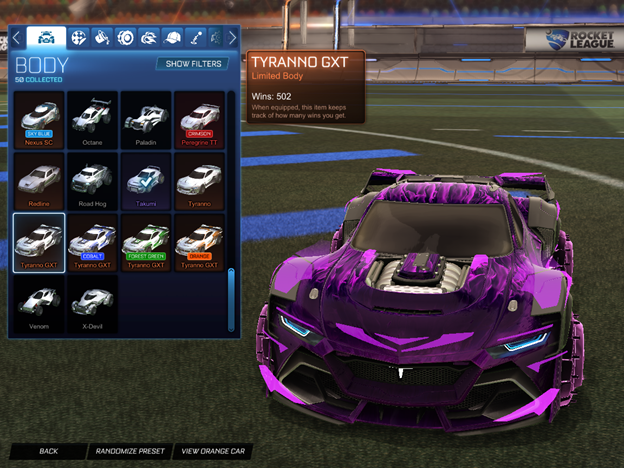 BODY
50 COLLECTED
SHOW FILTERS
SKY BLUE
Nexus SC
Octane
Paladin
CRIMSON
Peregrine TT
Redline
Road Hog
Takumi
Tyranno
Tyranno GXT
COBALT
Tyranno GXT
FOREST GREEN
Tyranno GXT
ORANGE
Tyranno GXT
Venom
X-Devil
TYRANNO GXT
Limited Body
Wins: 502
When equipped, this item keeps
track of how many wins you get.
ROCKET
LEAGUE
BACK
RANDOMIZE PRESET
VIEW ORANGE CAR